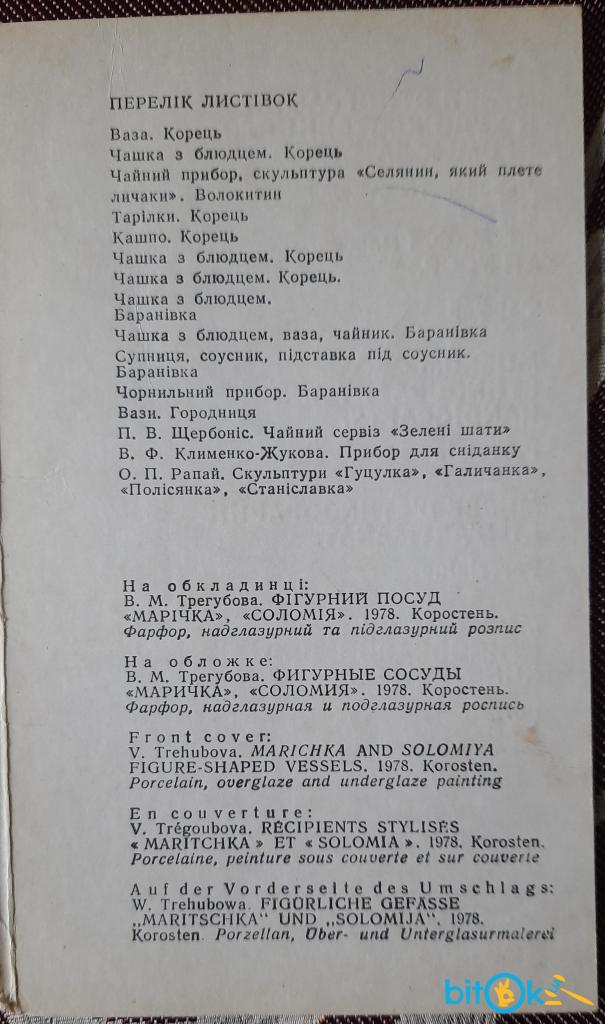 ПЕРЕЛІК ЛИСТІВОК
Ваза. Корець
Чашка з блюдцем. Корець
Чайний прибор, скульптура «Селянин, який плете
личаки». Волокитин
Тарілки. Корець
Кашпо. Корець
Чашка з блюдцем. Корець
Чашка з блюдцем. Корець.
Чашка з блюдцем.
Баранівка
Чашка з блюдцем, ваза, чайник. Баранівка
Супниця, соусник, підставка під соусник.
Баранівка
Чорнильний прибор. Баранівка
Вази. Городниця
П. В. Щербоніс. Чайний сервіз «Зелені шати»
В. Ф. Клименко-Жукова. Прибор для сніданку
О. П. Рапай. Скульптури «Гуцулка», «Галичанка»,
«Полісянка», «Станіславка»
На обкладинці:
В. М. Трегубова. ФІГУРНИЙ ПОСУД
«МАРІЧКА», «СОЛОМІЯ». 1978. Коростень.
Фарфор, надглазурний та підглазурний розпис
На обложке:
В. М. Трегубова. ФИГУРНЫЕ СОСУДЫ
«МАРИЧКА», «СОЛОМИЯ». 1978. Коростень.
Фарфор, надглазурная и подглазурная роспись
Front cover:
V. Trehubova. MARICHKA AND SOLOMIYA
FIGURE-SHAPED VESSELS. 1978. Korosten.
Porcelain, overglaze and underglaze painting
En couverture:
V. Trégoubova. RÉCIPIENTS STYLISÉS
« MARITCHKA » ET « SOLOMIA ». 1978. Korosten.
Porcelaine, peinture sous couverte et sur couverte
Auf der Vorderseite des Umschlags:
W. Trehubowa. FIGÜRLICHE GEFÄSSE
„MARITSCHKA" UND „SOLOMIJA". 1978.
Korosten. Porzellan, Über- und Unterglasurmalerei
bitok